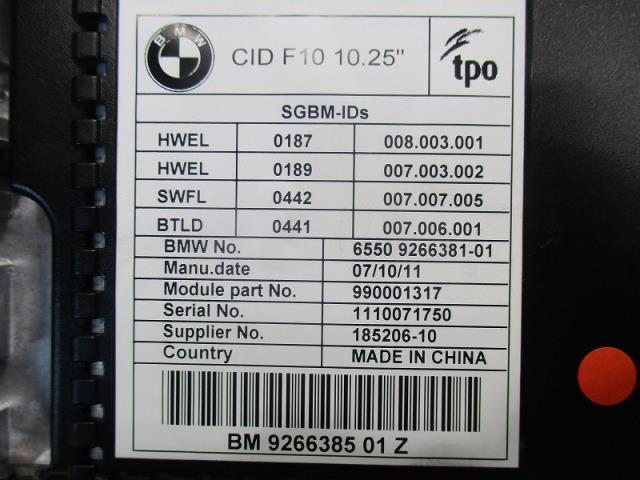 BMW
CID F10 10.25"
tpo
SGBM-IDs
HWEL 0187 008.003.001
HWEL 0189 007.003.002
SWFL 0442 007.007.005
BTLD 0441 007.006.001
BMW No. 6550 9266381-01
Manu.date 07/10/11
Module part No. 990001317
Serial No. 1110071750
Supplier No. 185206-10
Country MADE IN CHINA
BM 9266385 01 Z